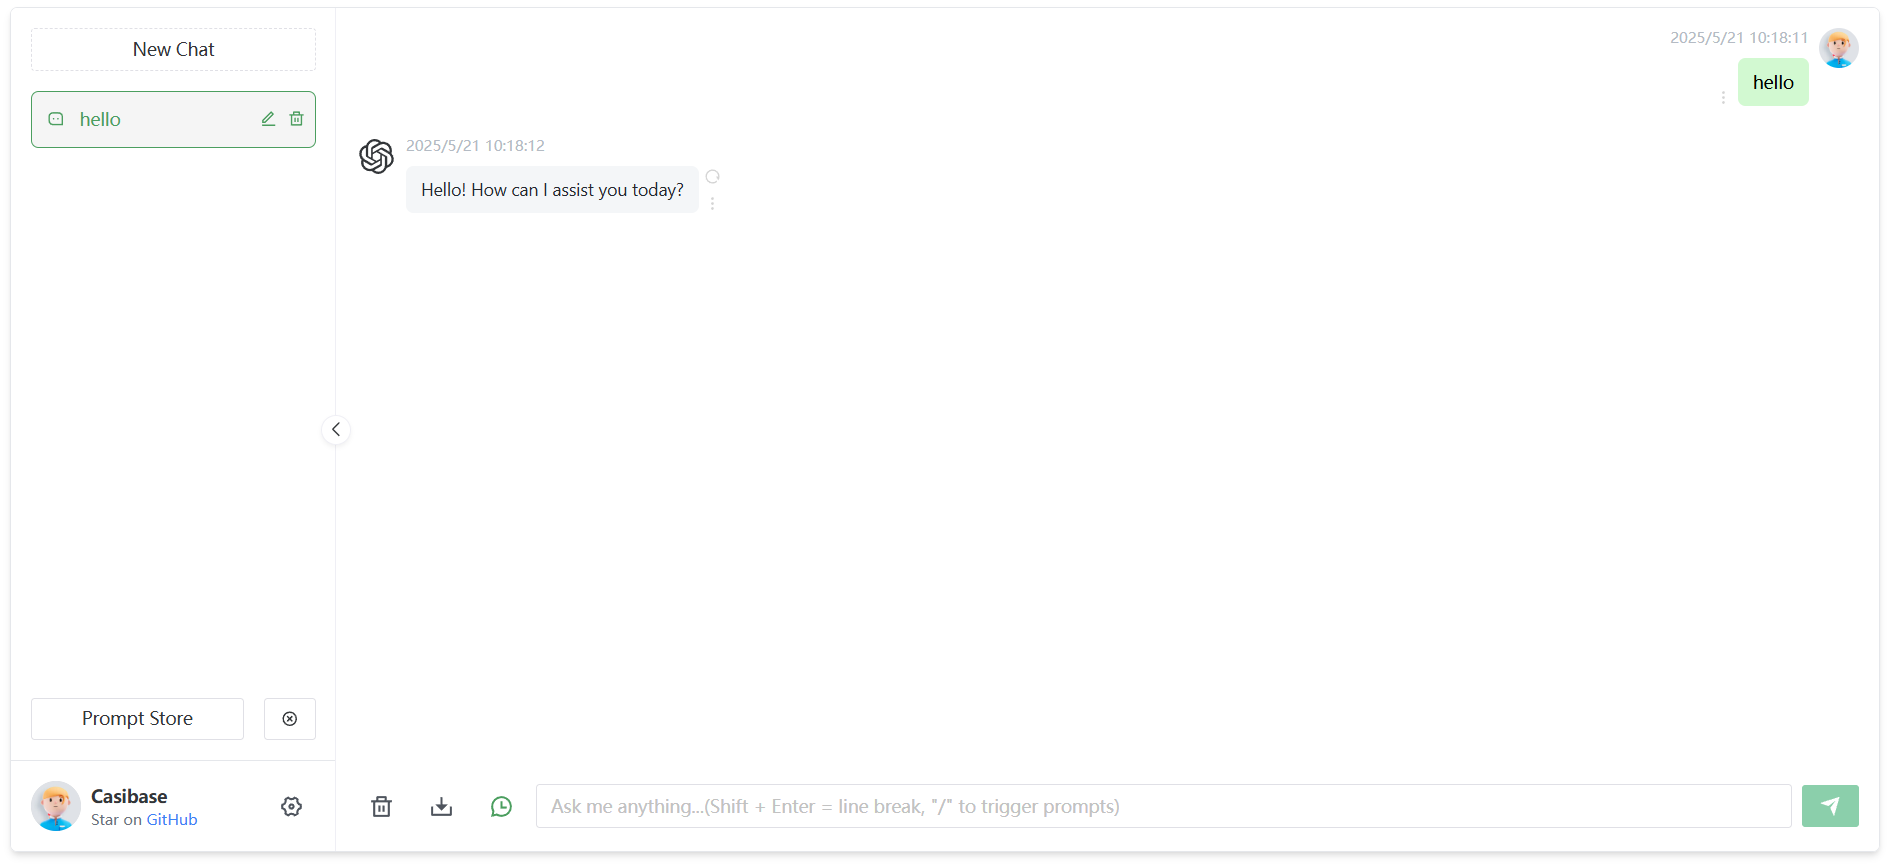 New Chat
hello
Prompt Store
Casibase
Star on GitHub
2025/5/21 10:18:11
hello
2025/5/21 10:18:12
Hello! How can I assist you today?
Ask me anything...(Shift + Enter = line break, "/" to trigger prompts)